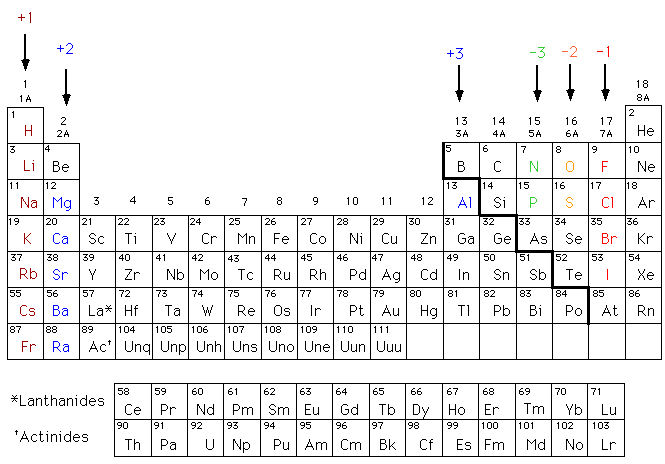 +1
+2
+3 -3 -2 -1
1 18
1A 8A
2 13 14 15 16 17
2A 3A 4A 5A 6A 7A
1 2
H He
3 4 5 6 7 8 9 10
Li Be B C N O F Ne
11 12 13 14 15 16 17 18
Na Mg 3 4 5 6 7 8 9 10 11 12 Al Si P S Cl Ar
19 20 21 22 23 24 25 26 27 28 29 30 31 32 33 34 35 36
K Ca Sc Ti V Cr Mn Fe Co Ni Cu Zn Ga Ge As Se Br Kr
37 38 39 40 41 42 43 44 45 46 47 48 49 50 51 52 53 54
Rb Sr Y Zr Nb Mo Tc Ru Rh Pd Ag Cd In Sn Sb Te I Xe
55 56 57 72 73 74 75 76 77 78 79 80 81 82 83 84 85 86
Cs Ba La* Hf Ta W Re Os Ir Pt Au Hg Tl Pb Bi Po At Rn
87 88 89 104 105 106 107 108 109 110 111
Fr Ra Ac† Unq Unp Unh Uns Uno Une Uun Uuu
58 59 60 61 62 63 64 65 66 67 68 69 70 71
*Lanthanides Ce Pr Nd Pm Sm Eu Gd Tb Dy Ho Er Tm Yb Lu
90 91 92 93 94 95 96 97 98 99 100 101 102 103
†Actinides Th Pa U Np Pu Am Cm Bk Cf Es Fm Md No Lr